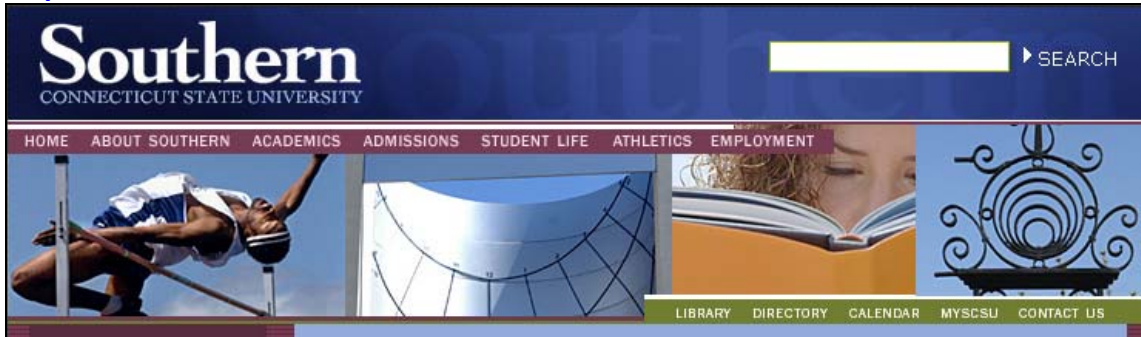 Southern
CONNECTICUT STATE UNIVERSITY
SEARCH
HOME ABOUT SOUTHERN ACADEMICS ADMISSIONS STUDENT LIFE ATHLETICS EMPLOYMENT
LIBRARY DIRECTORY CALENDAR MYSCSU CONTACT US